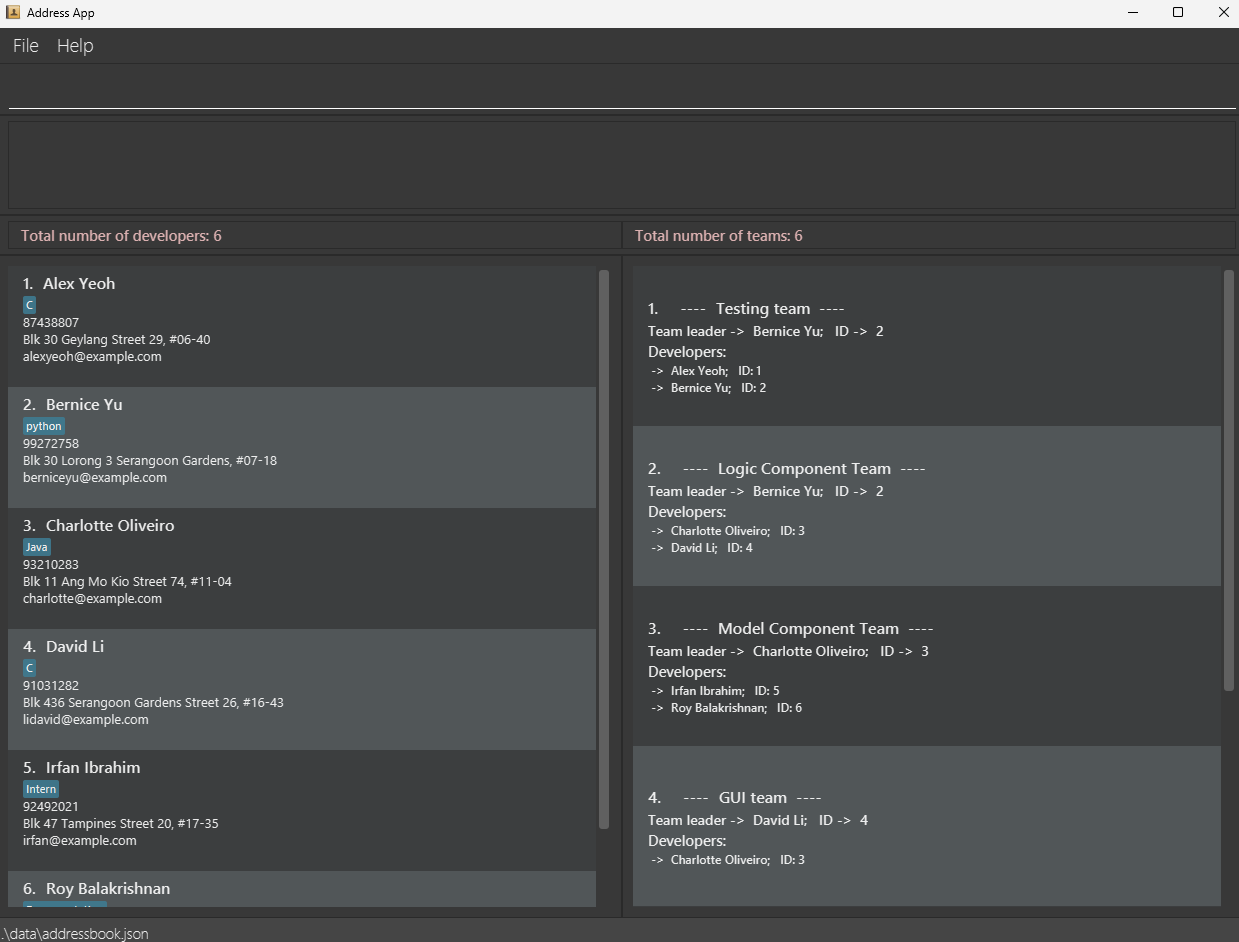 Address App
File Help
Total number of developers: 6
Total number of teams: 6
1. Alex Yeoh
C
87438807
Blk 30 Geylang Street 29, #06-40
alexyeoh@example.com
2. Bernice Yu
python
99272758
Blk 30 Lorong 3 Serangoon Gardens, #07-18
berniceyu@example.com
3. Charlotte Oliveiro
Java
93210283
Blk 11 Ang Mo Kio Street 74, #11-04
charlotte@example.com
4. David Li
C
91031282
Blk 436 Serangoon Gardens Street 26, #16-43
lidavid@example.com
5. Irfan Ibrahim
Intern
92492021
Blk 47 Tampines Street 20, #17-35
irfan@example.com
6. Roy Balakrishnan
1. ---- Testing team ----
Team leader -> Bernice Yu; ID -> 2
Developers:
-> Alex Yeoh; ID: 1
-> Bernice Yu; ID: 2
2. ---- Logic Component Team ----
Team leader -> Bernice Yu; ID -> 2
Developers:
-> Charlotte Oliveiro; ID: 3
-> David Li; ID: 4
3. ---- Model Component Team ----
Team leader -> Charlotte Oliveiro; ID -> 3
Developers:
-> Irfan Ibrahim; ID: 5
-> Roy Balakrishnan; ID: 6
4. ---- GUI team ----
Team leader -> David Li; ID -> 4
Developers:
-> Charlotte Oliveiro; ID: 3
.\data\addressbook.json